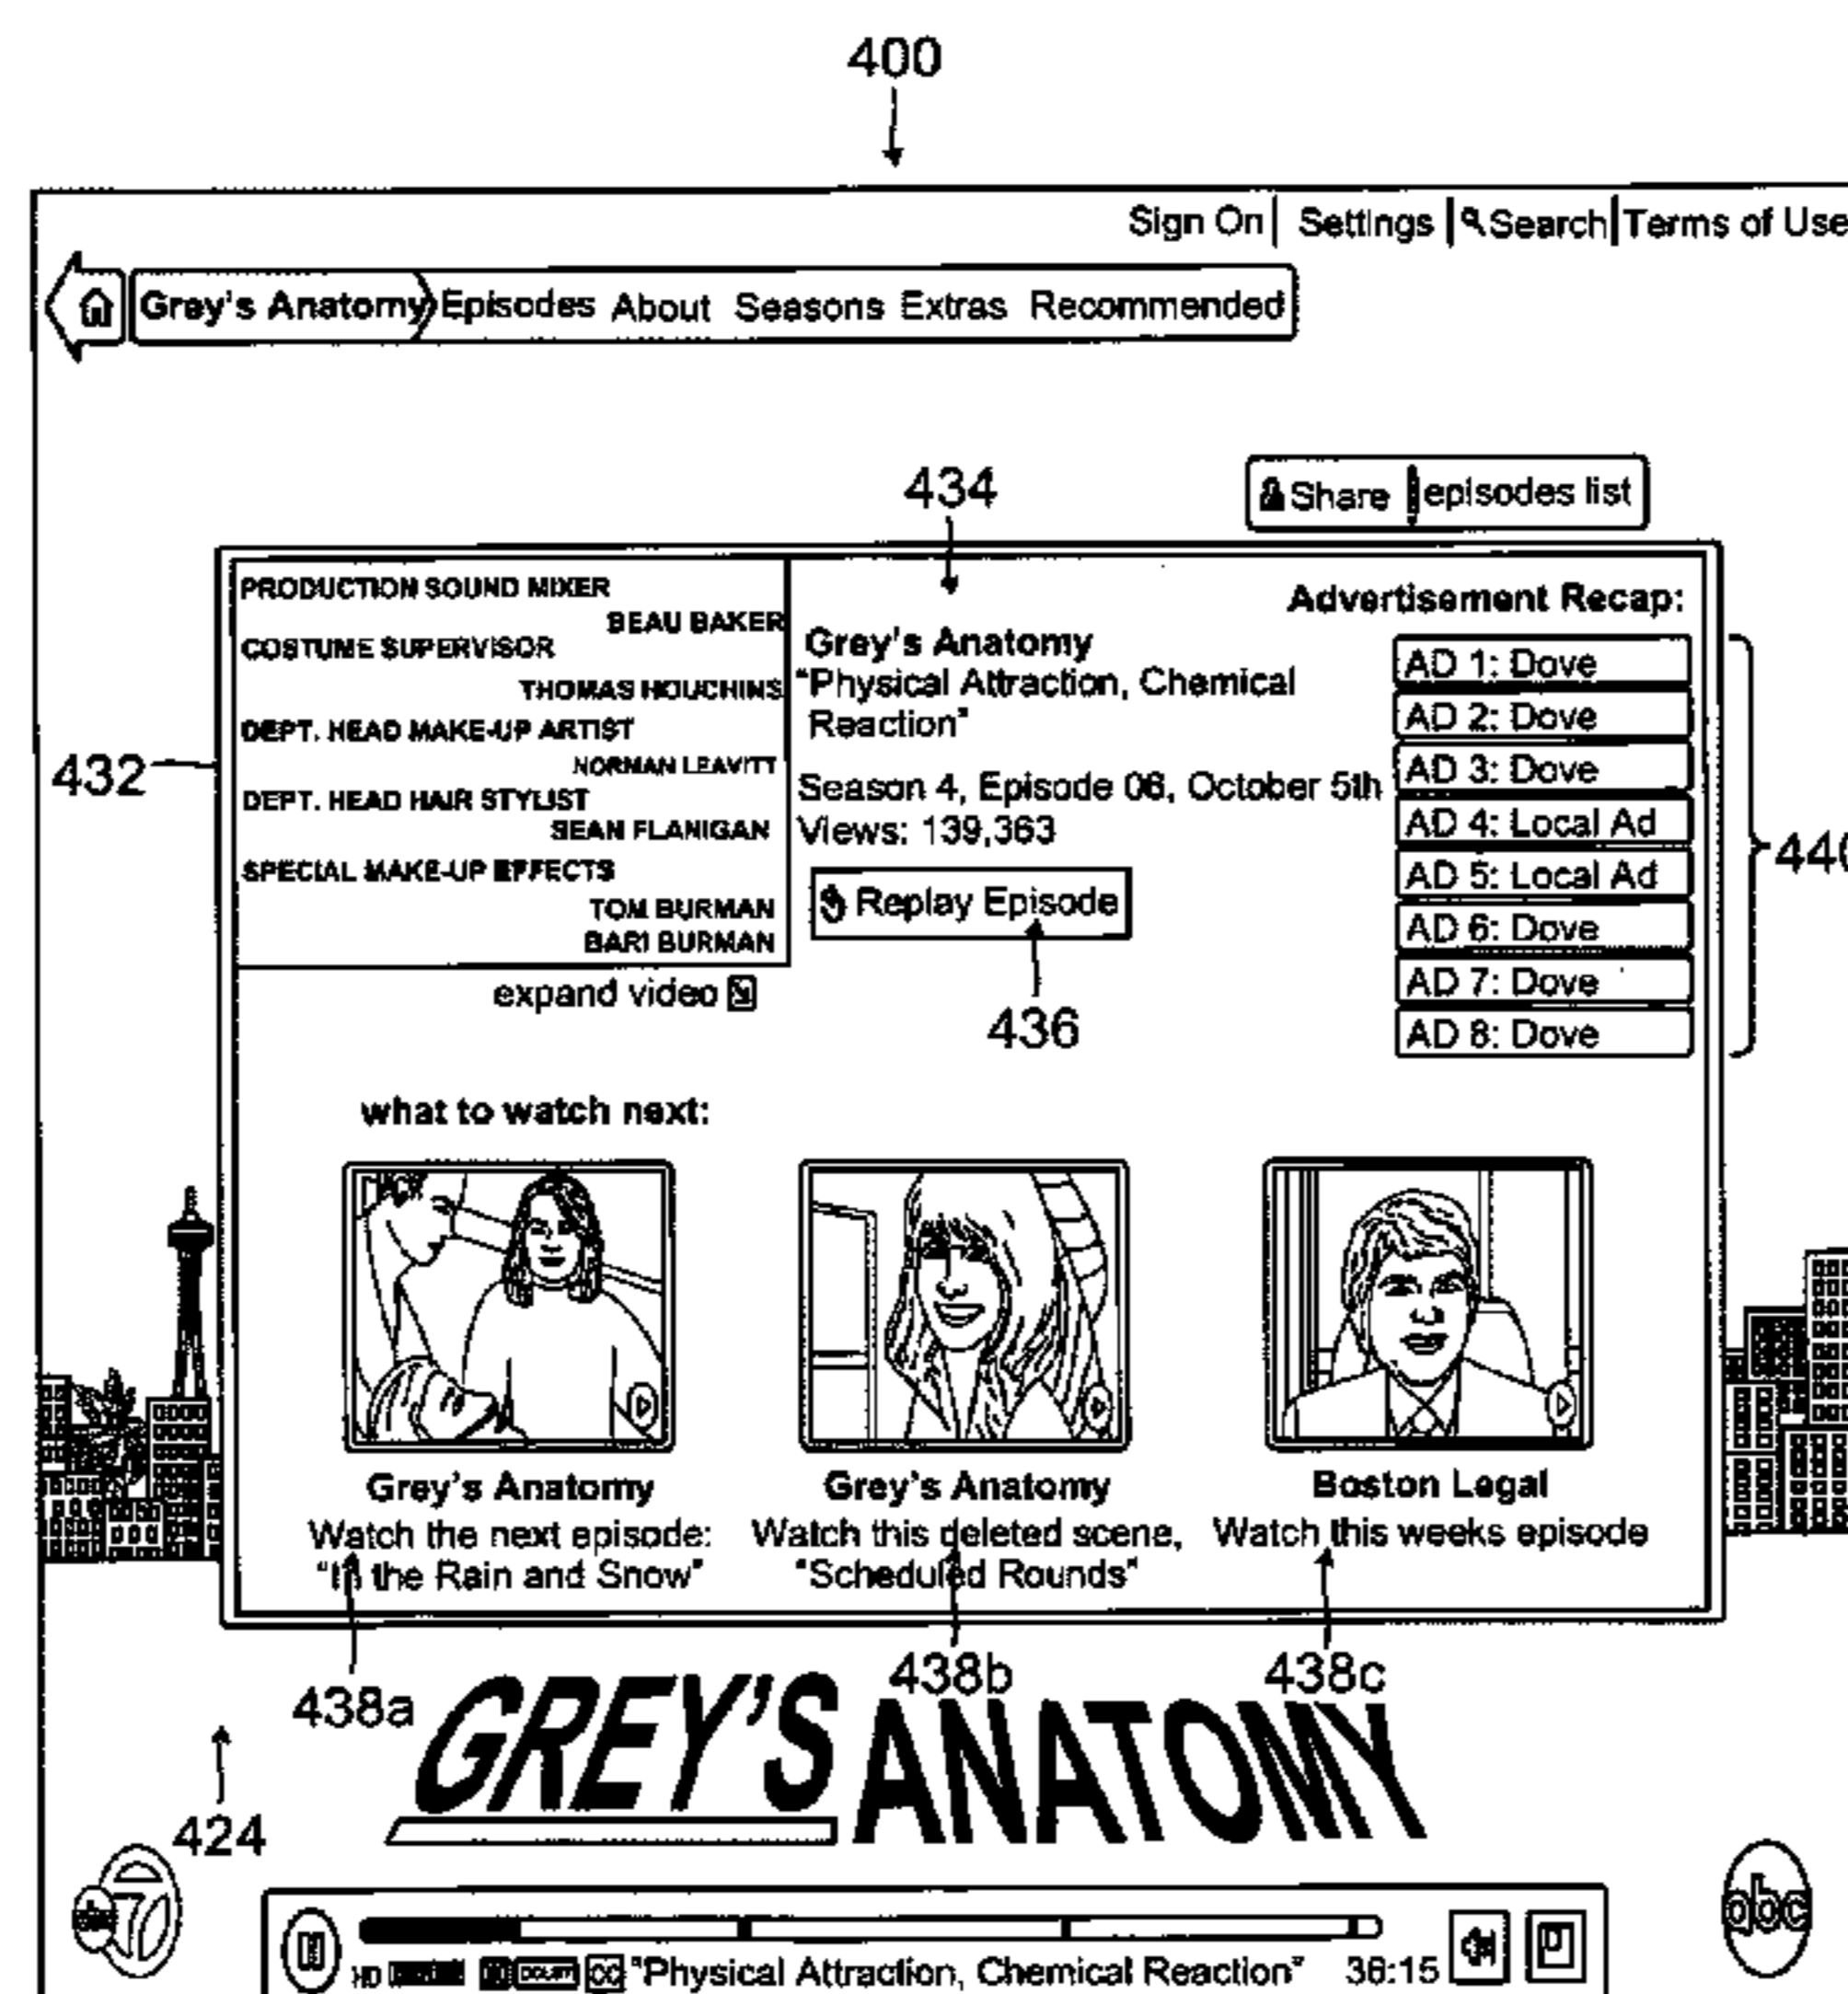 400
Sign On | Settings | Search | Terms of Use
Grey's Anatomy Episodes About Seasons Extras Recommended
434
Share episodes list
PRODUCTION SOUND MIXER
BEAU BAKER
COSTUME SUPERVISOR
THOMAS HOUCHINS
DEPT. HEAD MAKE-UP ARTIST
NORMAN LEAVITT
DEPT. HEAD HAIR STYLIST
SEAN FLANIGAN
SPECIAL MAKE-UP EFFECTS
TOM BURMAN
BARI BURMAN
expand video
432
Grey's Anatomy
"Physical Attraction, Chemical
Reaction"
Season 4, Episode 06, October 5th
Views: 139,363
Replay Episode
436
Advertisement Recap:
AD 1: Dove
AD 2: Dove
AD 3: Dove
AD 4: Local Ad
AD 5: Local Ad
AD 6: Dove
AD 7: Dove
AD 8: Dove
440
what to watch next:
Grey's Anatomy
Watch the next episode:
"In the Rain and Snow"
Grey's Anatomy
Watch this deleted scene,
"Scheduled Rounds"
Boston Legal
Watch this weeks episode
438a
438b
438c
GREY'S ANATOMY
424
7
abc
HD DOLBY CC "Physical Attraction, Chemical Reaction" 36:15